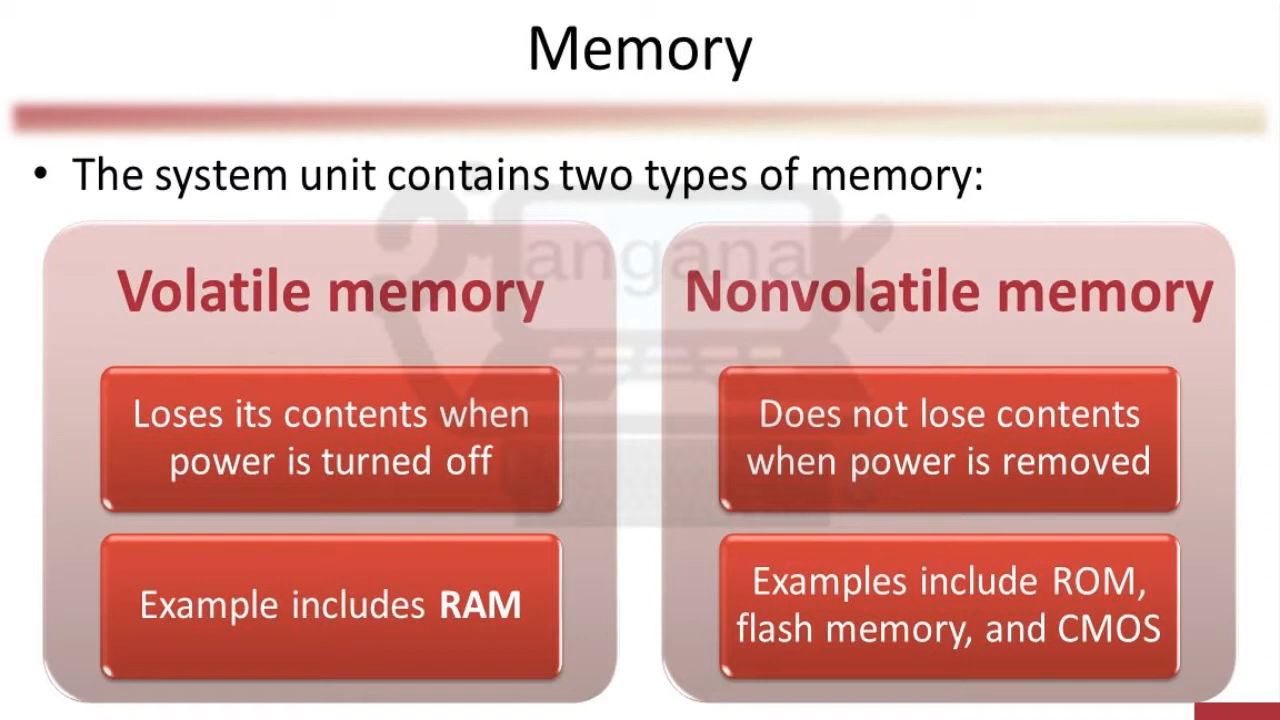 Memory
• The system unit contains two types of memory:
Volatile memory
Loses its contents when
power is turned off
Example includes RAM
Nonvolatile memory
Does not lose contents
when power is removed
Examples include ROM,
flash memory, and CMOS
angana